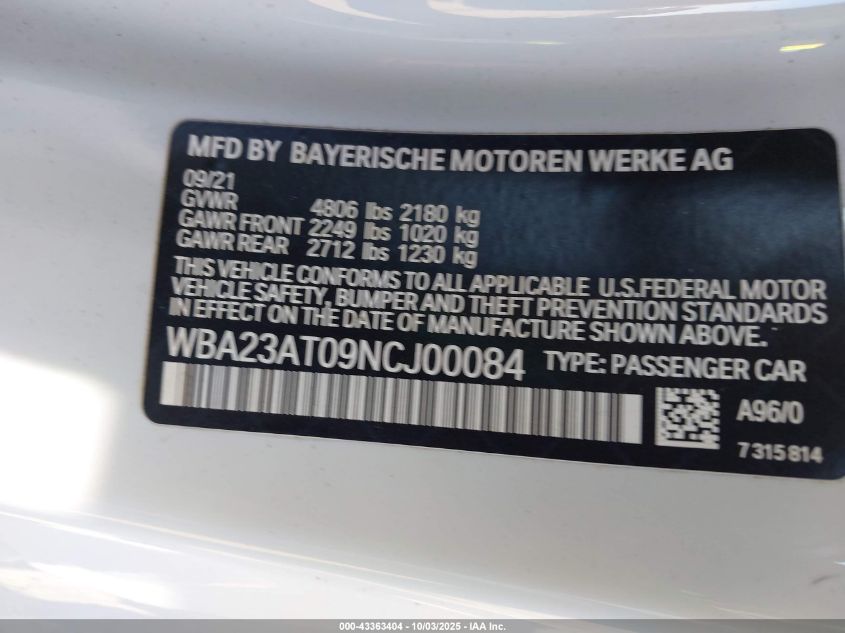 MFD BY BAYERISCHE MOTOREN WERKE AG
09/21
GVWR 4806 lbs 2180 kg
GAWR FRONT 2249 lbs 1020 kg
GAWR REAR 2712 lbs 1230 kg
THIS VEHICLE CONFORMS TO ALL APPLICABLE U.S.FEDERAL MOTOR
VEHICLE SAFETY, BUMPER AND THEFT PREVENTION STANDARDS
IN EFFECT ON THE DATE OF MANUFACTURE SHOWN ABOVE.
WBA23AT09NCJ00084 TYPE: PASSENGER CAR
A96/0
7315814
000-43363404 - 10/03/2025 - IAA Inc.